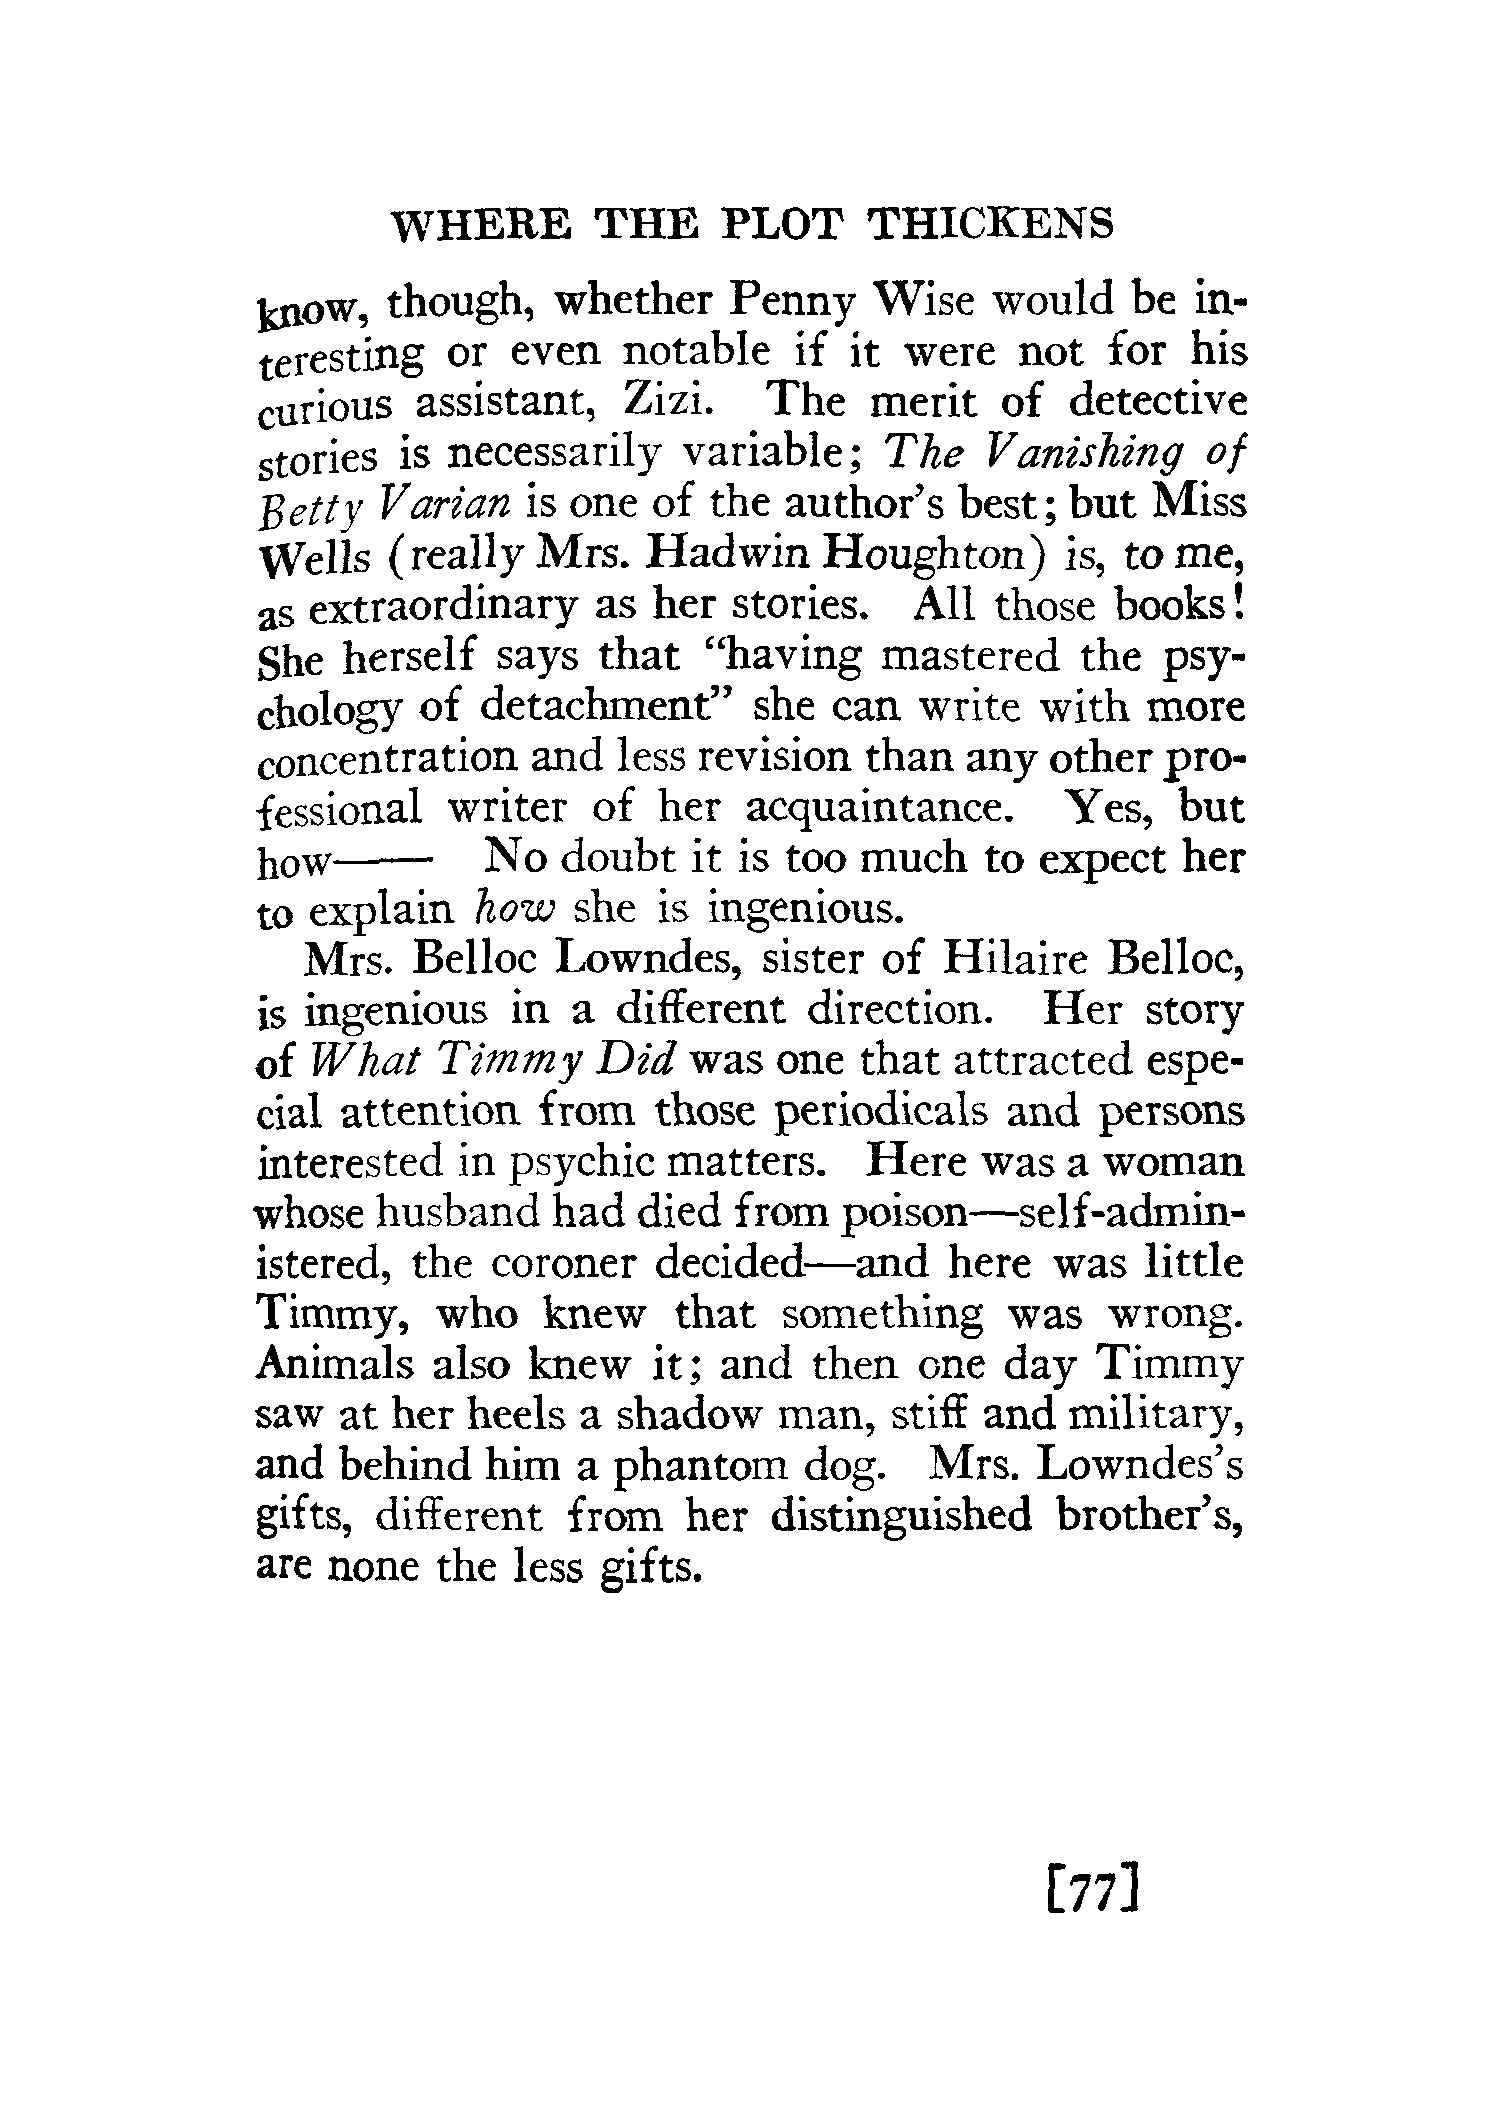 WHERE THE PLOT THICKENS
know, though, whether Penny Wise would be in-
teresting or even notable if it were not for his
curious assistant, Zizi. The merit of detective
stories is necessarily variable; The Vanishing of
Betty Varian is one of the author's best; but Miss
Wells (really Mrs. Hadwin Houghton) is, to me,
as extraordinary as her stories. All those books!
She herself says that "having mastered the psy-
chology of detachment" she can write with more
concentration and less revision than any other pro-
fessional writer of her acquaintance. Yes, but
how—— No doubt it is too much to expect her
to explain how she is ingenious.
Mrs. Belloc Lowndes, sister of Hilaire Belloc,
is ingenious in a different direction. Her story
of What Timmy Did was one that attracted espe-
cial attention from those periodicals and persons
interested in psychic matters. Here was a woman
whose husband had died from poison—self-admin-
istered, the coroner decided—and here was little
Timmy, who knew that something was wrong.
Animals also knew it; and then one day Timmy
saw at her heels a shadow man, stiff and military,
and behind him a phantom dog. Mrs. Lowndes's
gifts, different from her distinguished brother's,
are none the less gifts.
[77]